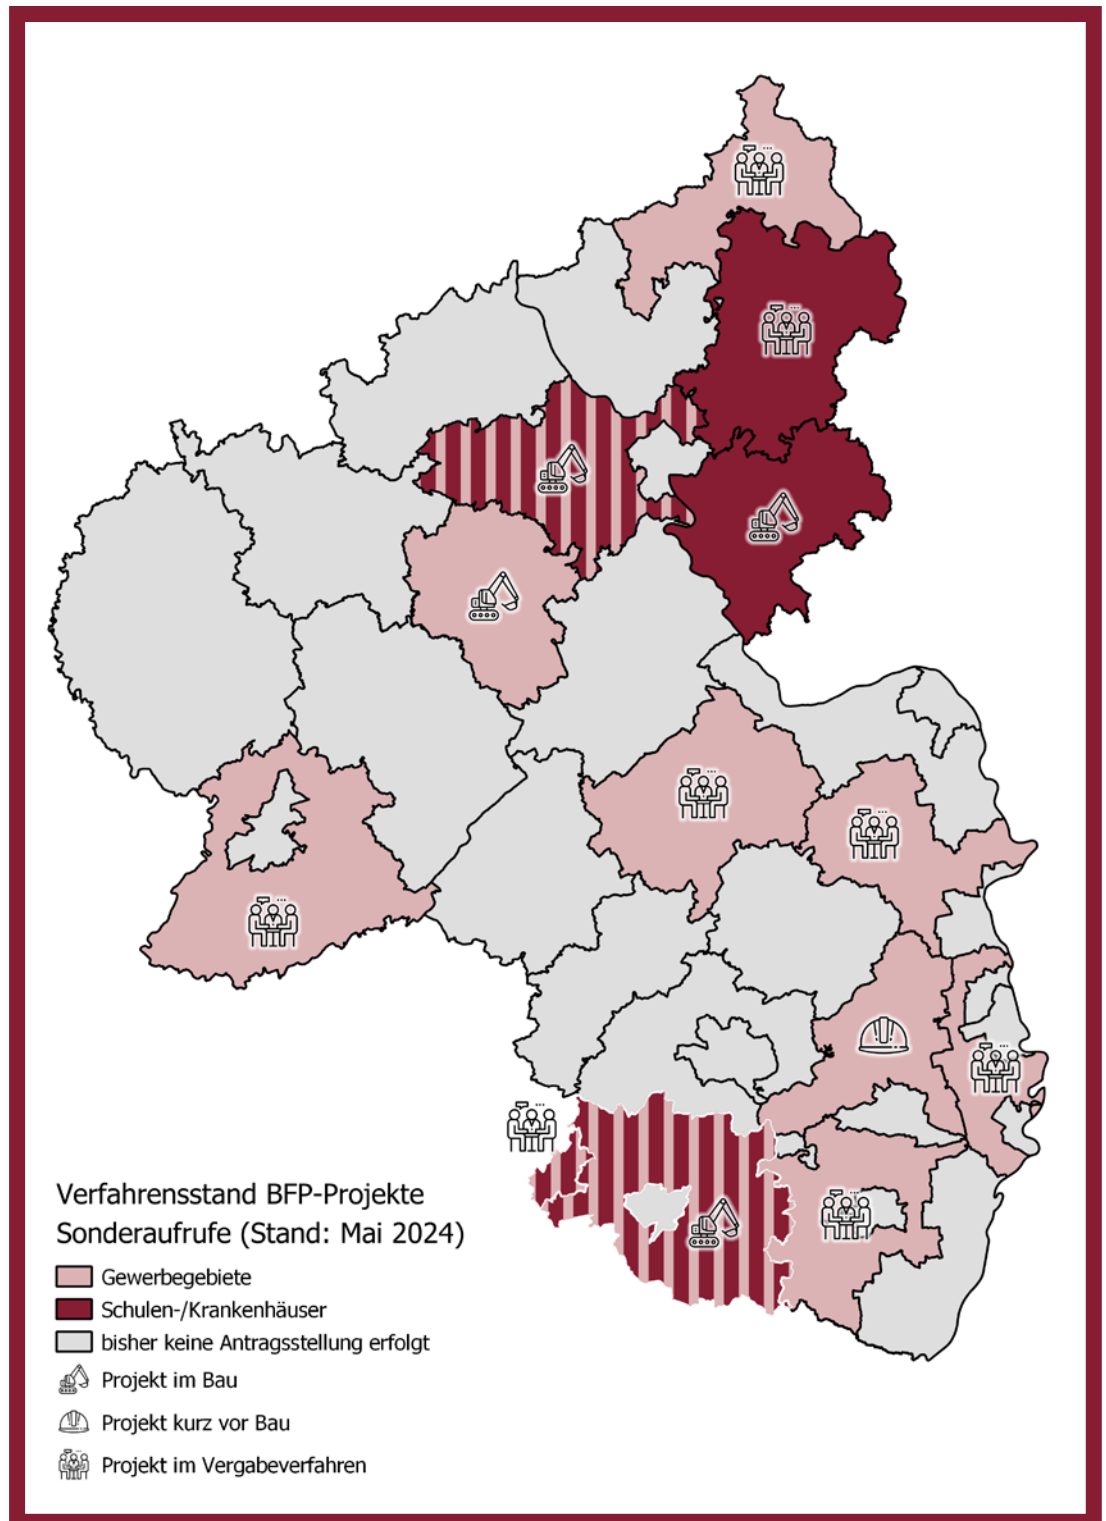 Verfahrensstand BFP-Projekte
Sonderaufrufe (Stand: Mai 2024)
Gewerbegebiete
Schulen-/Krankenhäuser
bisher keine Antragsstellung erfolgt
Projekt im Bau
Projekt kurz vor Bau
Projekt im Vergabeverfahren